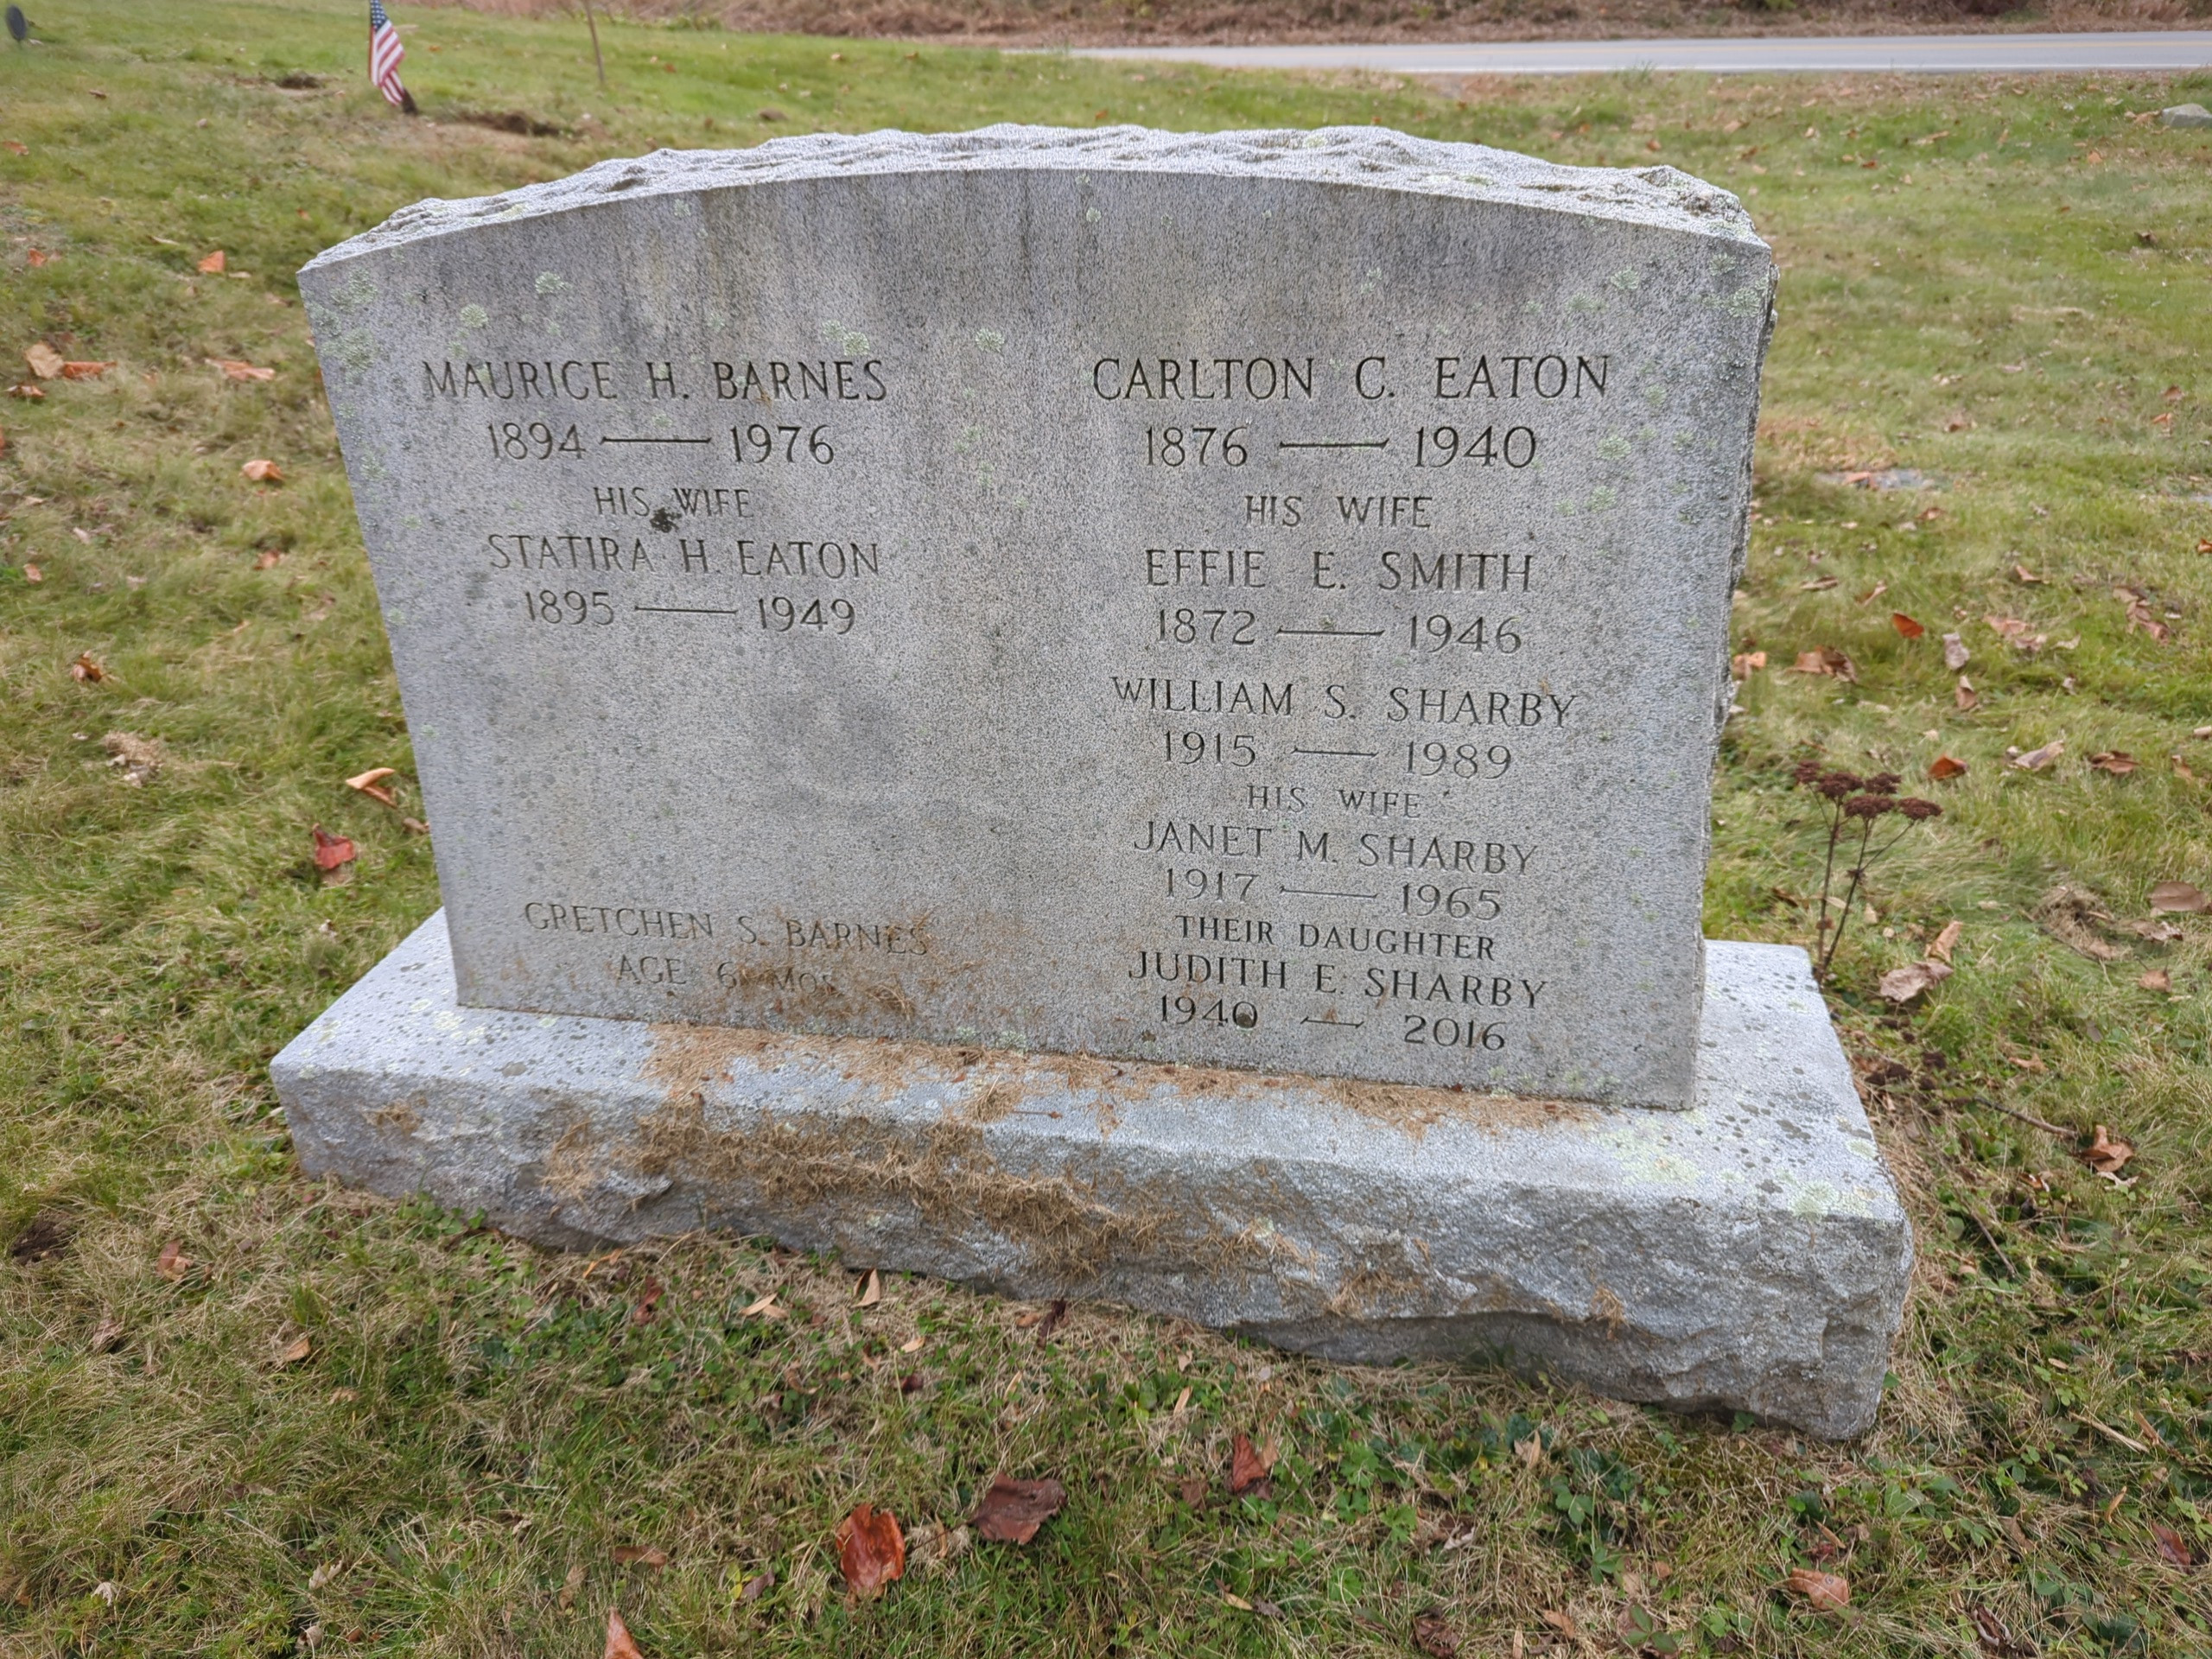 MAURICE H. BARNES
1894 — 1976
HIS WIFE
STATIRA H. EATON
1895 — 1949
GRETCHEN S. BARNES
AGE 6 MOS.
CARLTON C. EATON
1876 — 1940
HIS WIFE
EFFIE E. SMITH
1872 — 1946
WILLIAM S. SHARBY
1915 — 1989
HIS WIFE
JANET M. SHARBY
1917 — 1965
THEIR DAUGHTER
JUDITH E. SHARBY
1940 — 2016